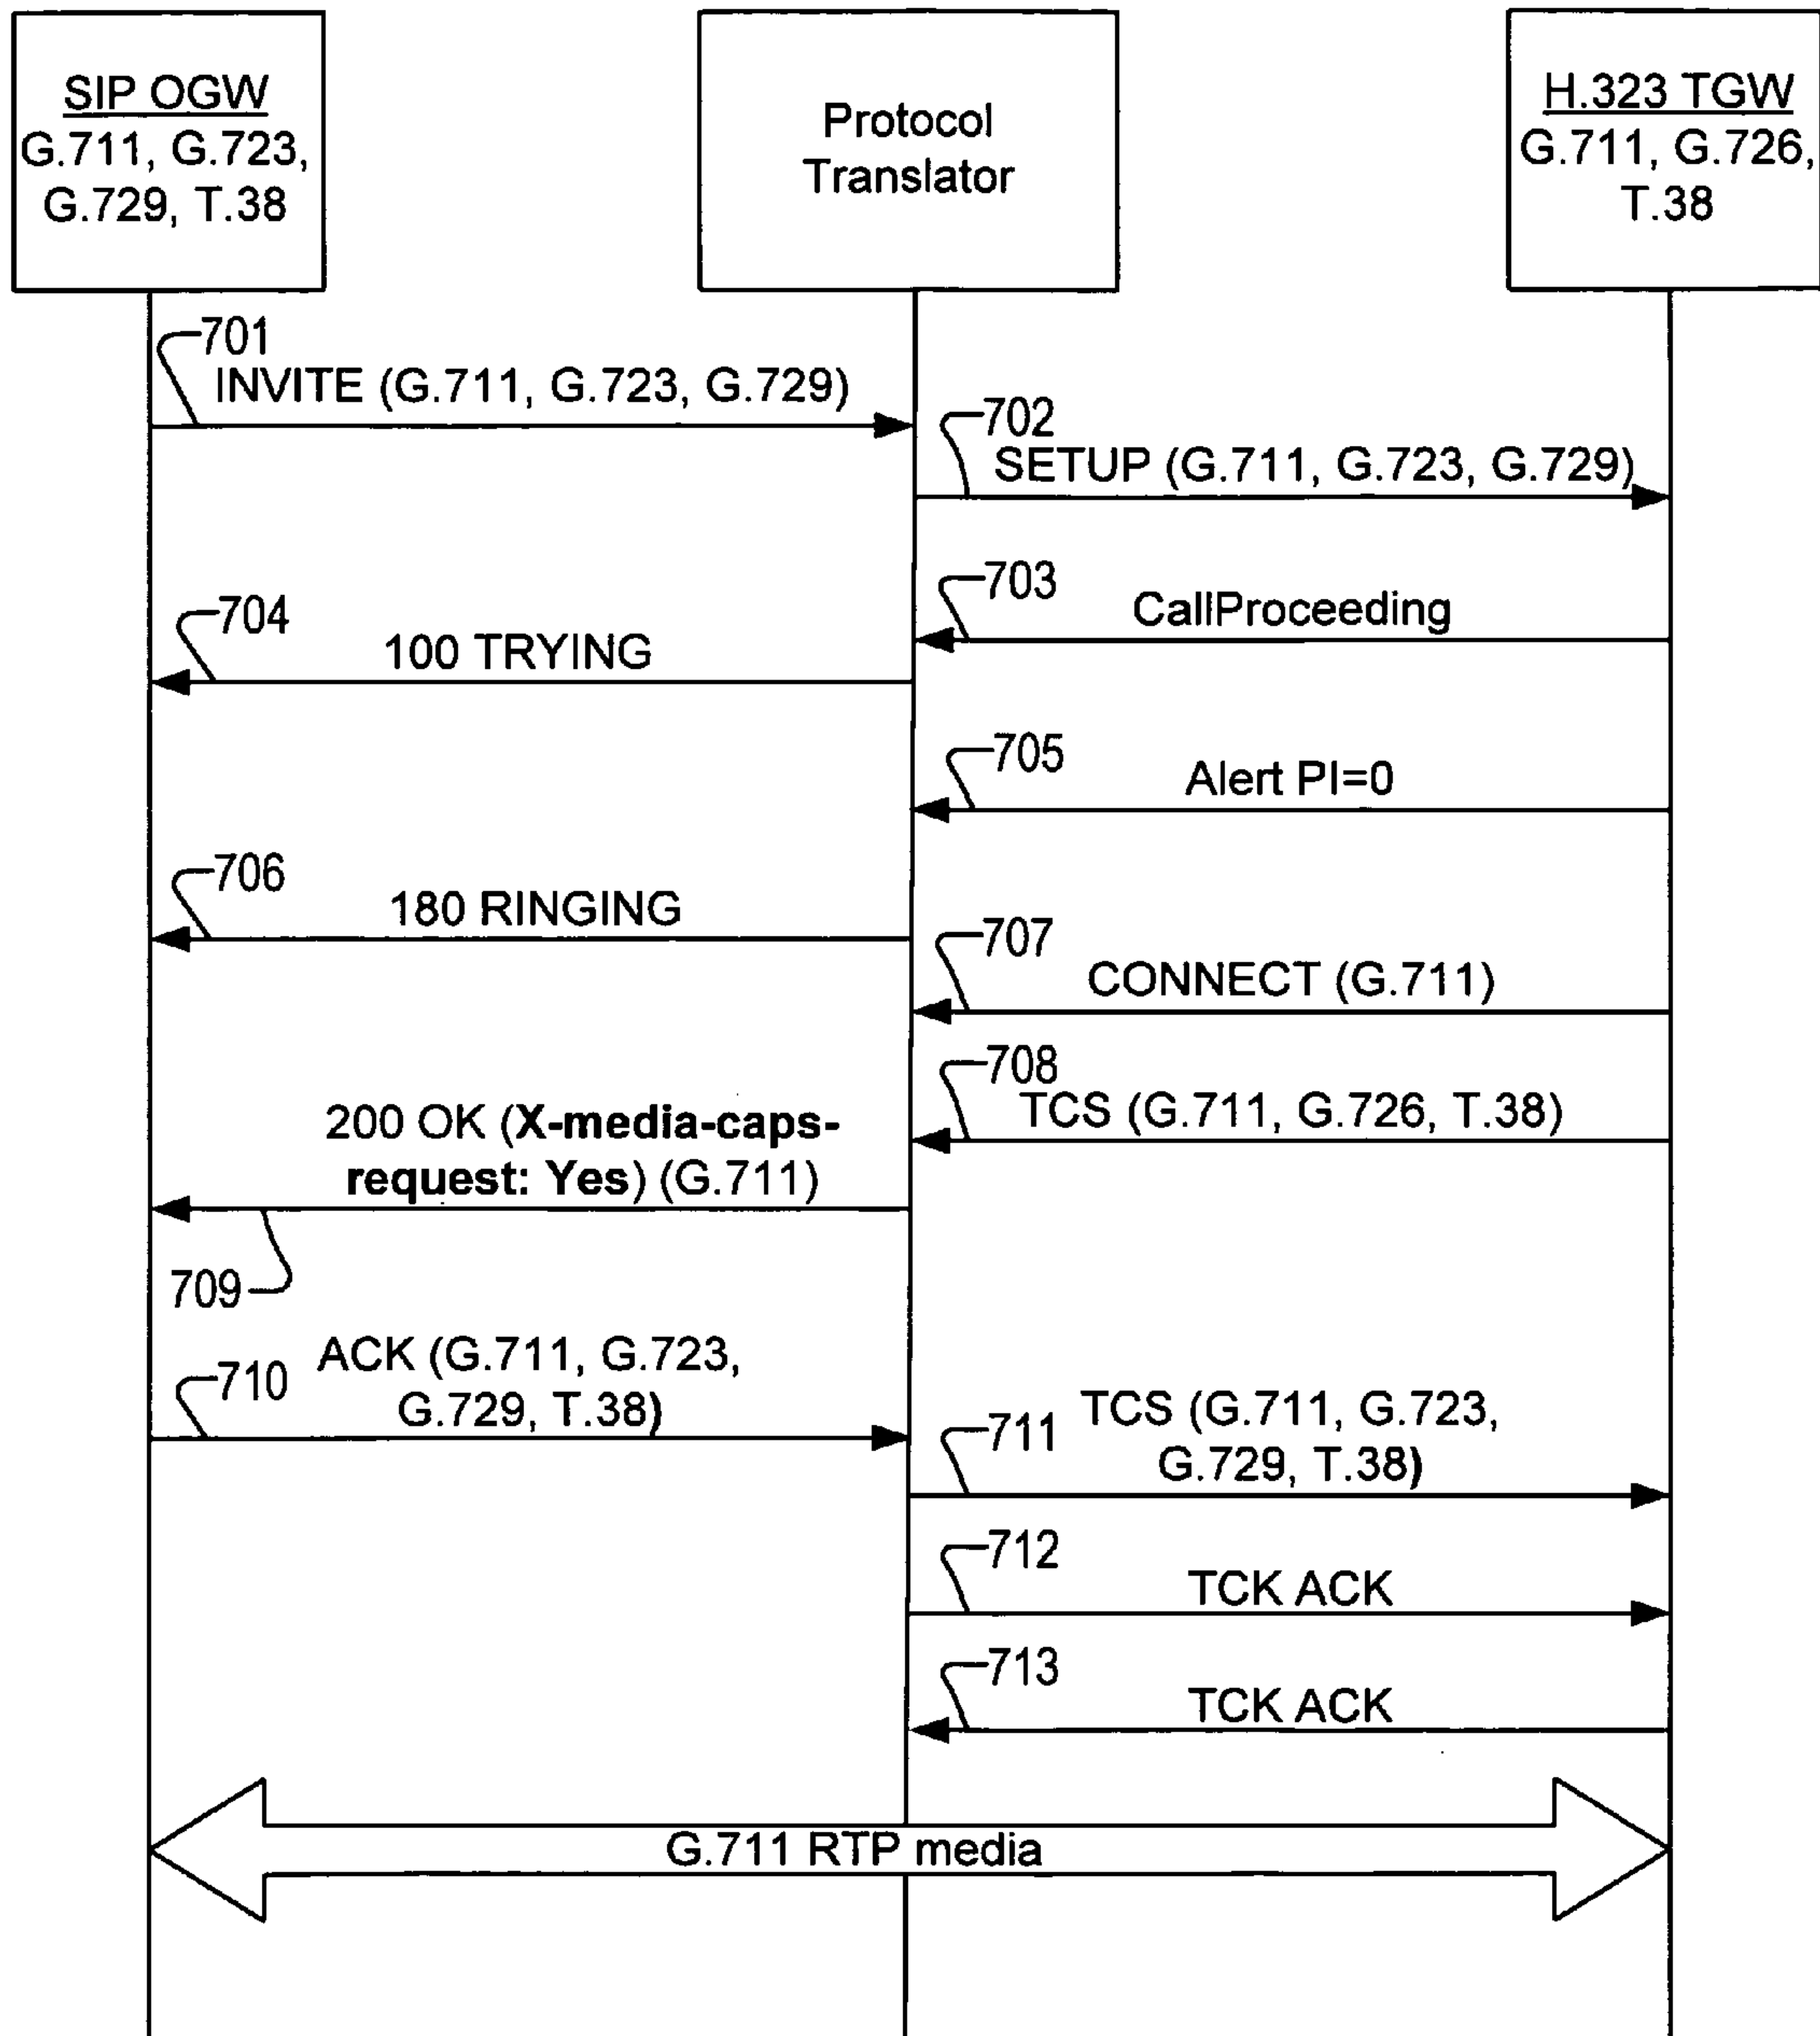 SIP OGW
G.711, G.723,
G.729, T.38
Protocol
Translator
H.323 TGW
G.711, G.726,
T.38
701
INVITE (G.711, G.723, G.729)
702
SETUP (G.711, G.723, G.729)
703
CallProceeding
704
100 TRYING
705
Alert PI=0
706
180 RINGING
707
CONNECT (G.711)
708
TCS (G.711, G.726, T.38)
200 OK (X-media-caps-
request: Yes) (G.711)
709
710
ACK (G.711, G.723,
G.729, T.38)
711
TCS (G.711, G.723,
G.729, T.38)
712
TCK ACK
713
TCK ACK
G.711 RTP media